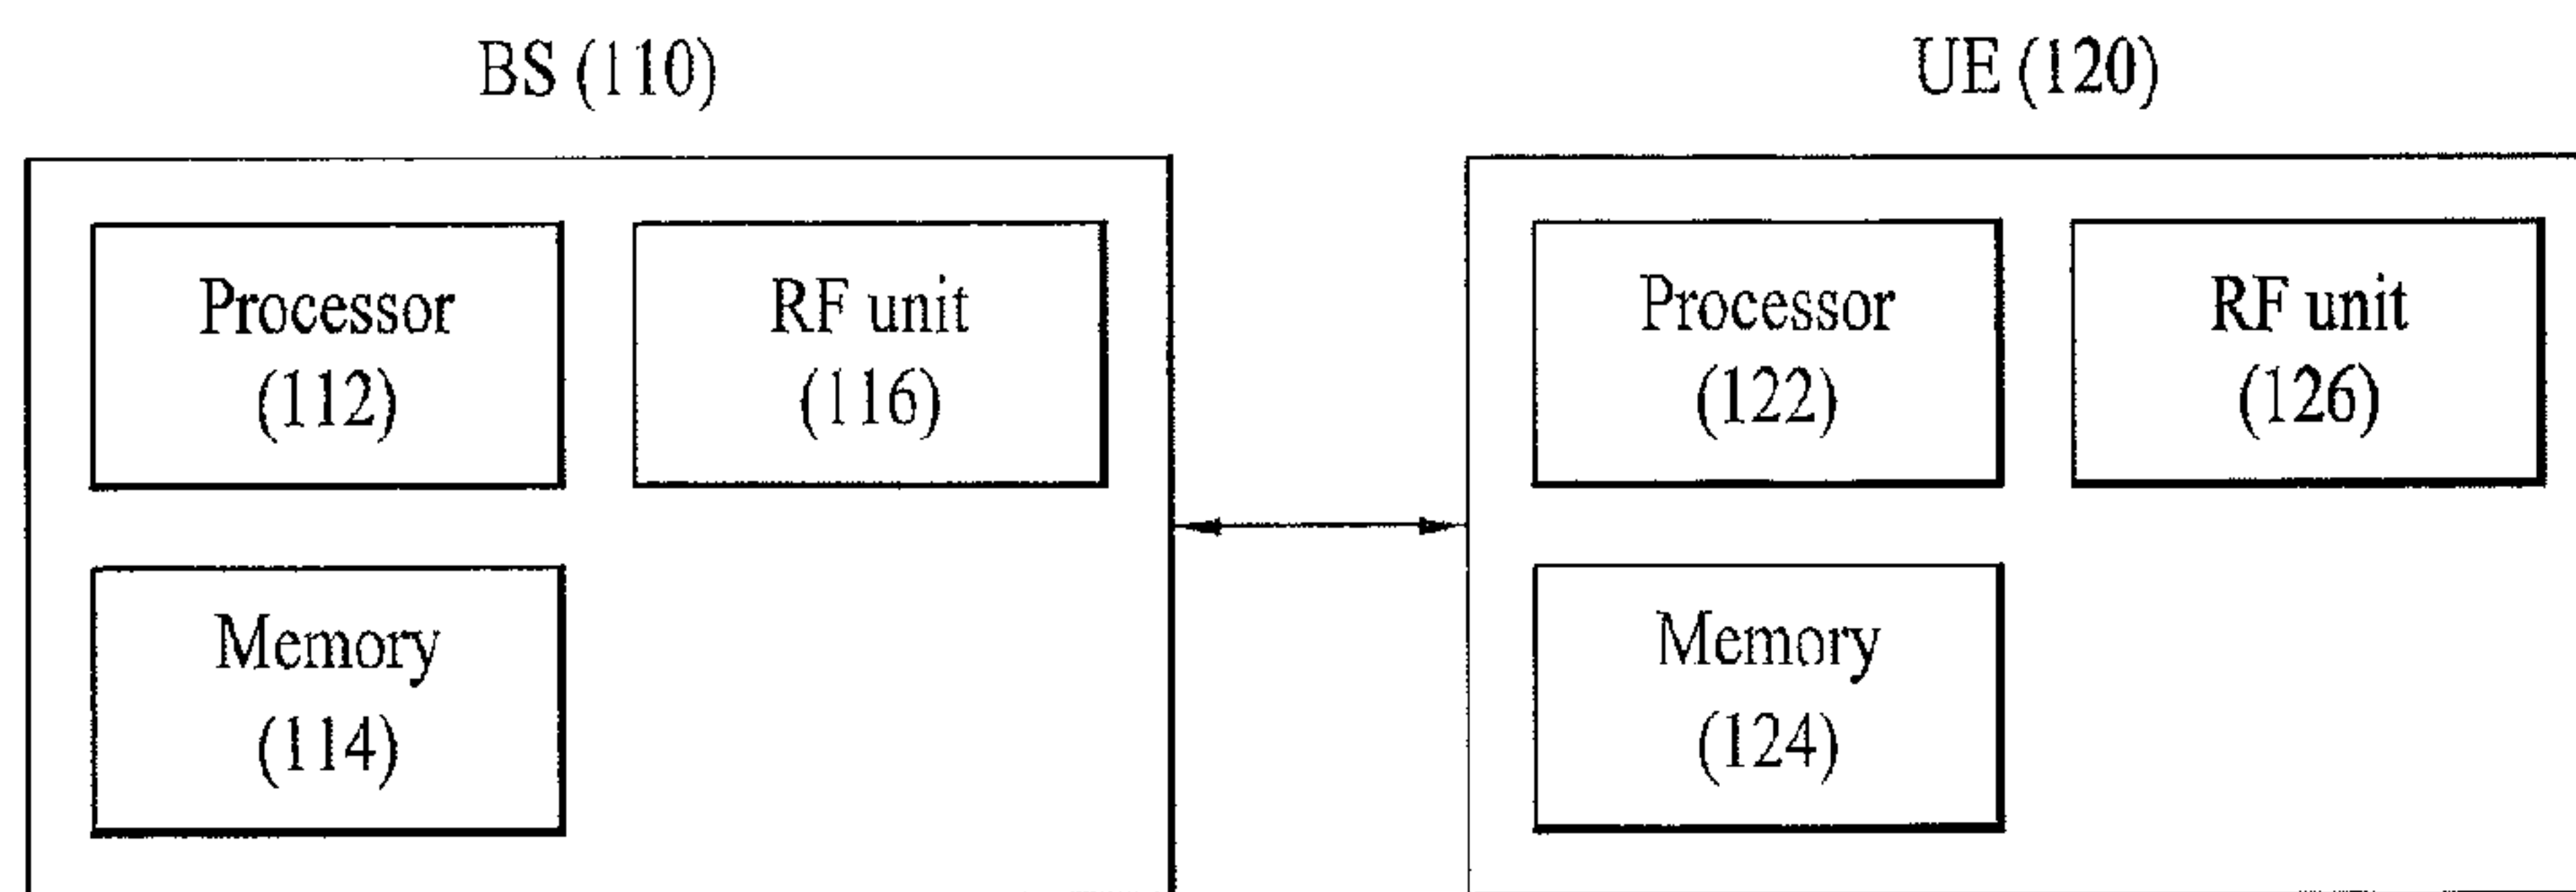 BS (110)
UE (120)
Processor
(112)
RF unit
(116)
Memory
(114)
Processor
(122)
RF unit
(126)
Memory
(124)